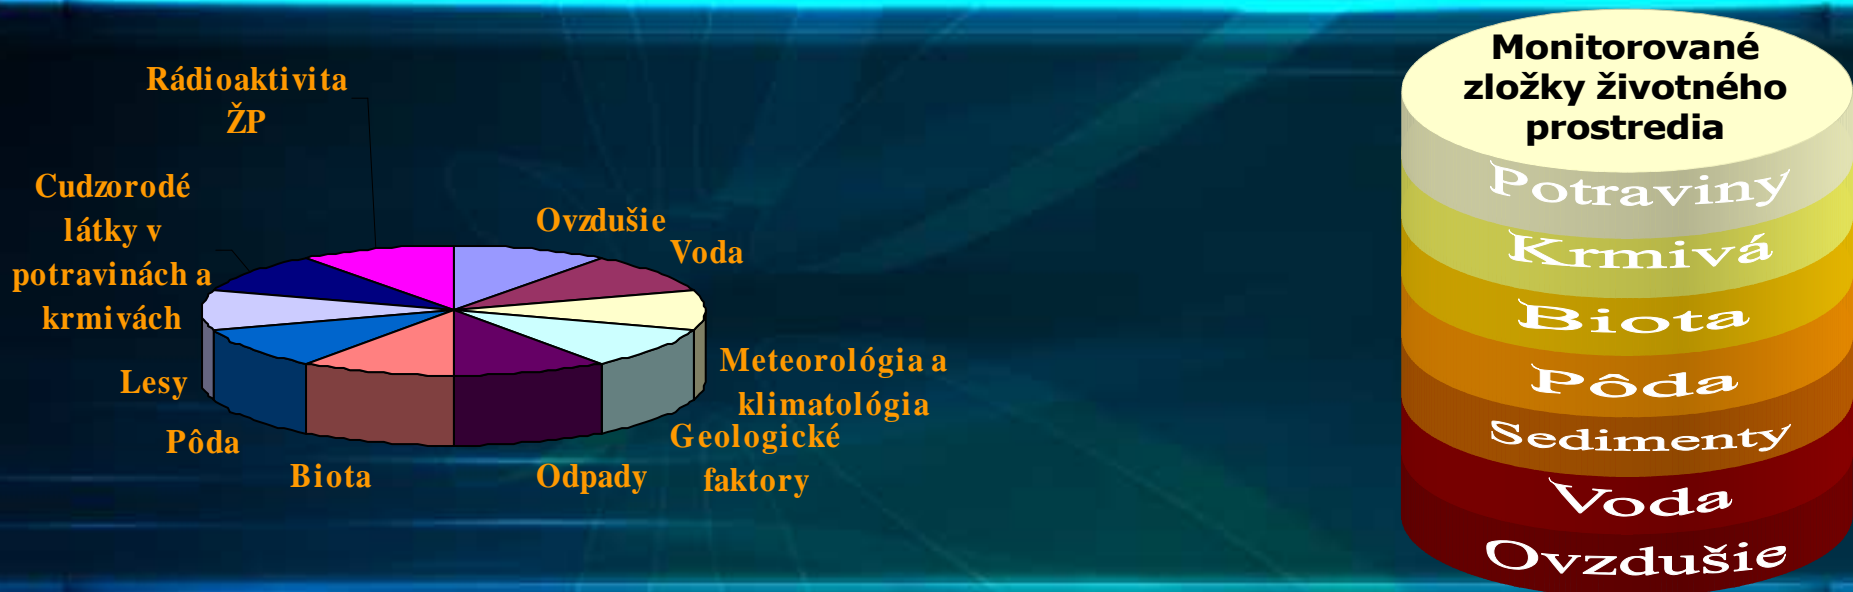 Rádioaktivita
ŽP
Cudzorodé
látky v
potravinách a
krmivách
Lesy
Pôda
Biota
Odpady
Geologické
faktory
Meteorológia a
klimatológia
Voda
Ovzdušie
Monitorované
zložky životného
prostredia
Potraviny
Krmivá
Biota
Pôda
Sedimenty
Voda
Ovzdušie